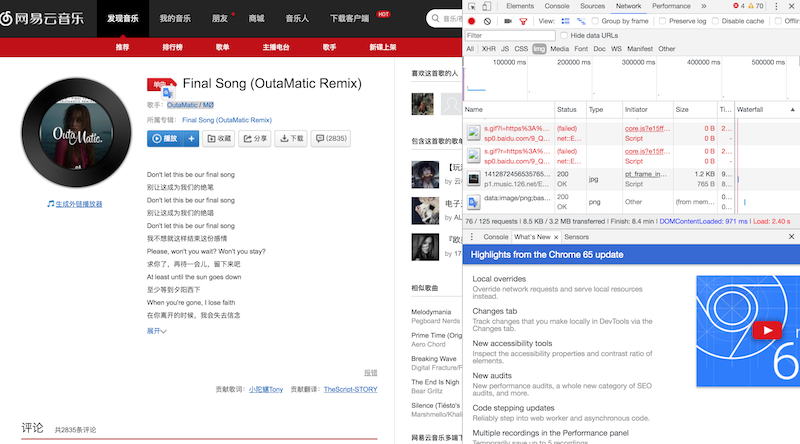 网易云音乐
发现音乐 我的音乐 朋友 商城 音乐人 下载客户端 HOT
推荐 排行榜 歌单 主播电台 歌手 新碟上架
Final Song (OutaMatic Remix)
歌手：OutaMatic / MØ
所属专辑：Final Song (OutaMatic Remix)
播放 + 收藏 分享 下载 (2835)
OutaMatic.
生成外链播放器
Don't let this be our final song
别让这成为我们的绝笔
Don't let this be our final song
别让这成为我们的绝唱
Don't let this be our final song
我不想就这样结束这份感情
Please, won't you wait? Won't you stay?
求你了，再待一会儿，留下来吧
At least until the sun goes down
至少等到夕阳西下
When you're gone, I lose faith
在你离开的时候，我会失去信念
展开
报错
贡献歌词：小陀螺Tony 贡献翻译：TheScript-STORY
评论 共2835条评论
喜欢这首歌的人
包含这首歌的歌单
【玩
by 云
电子
by AL
『欧
by
相似歌曲
Melodymania
Pegboard Nerds
Prime Time (Orig
Aero Chord
Breaking Wave
Digital Fracture/F
The End Is Nigh
Bear Grillz
Silence (Tiësto's
Marshmello/Khali
网易云音乐多端下
Elements Console Sources Network Performance » 4 70
View: Group by frame Preserve log Disable cache Offlin
Filter Hide data URLs
All XHR JS CSS Img Media Font Doc WS Manifest Other
100000 ms 200000 ms 300000 ms 400000 ms 500000 ms
Name Status Type Initiator Size Ti... Waterfall
s.gif?l=https%3A%... (failed) core.js?e15ff... 0 B 2...
sp0.baidu.com/9_Q... net::E... Script 0 B
s.gif?r=https%3A%... (failed) core.js?e15ff... 0 B 2...
sp0.baidu.com/9_Q... net::E... Script 0 B
1412872456535765... 200 jpg pt_frame_in... 1.2 KB 9...
p1.music.126.net/E... OK Script 765 B
data:image/png;bas... 200 png Other (from mem... 0...
OK
76 / 125 requests | 8.5 KB / 3.2 MB transferred | Finish: 8.4 min | DOMContentLoaded: 971 ms | Load: 2.40 s
Console What's New Sensors
Highlights from the Chrome 65 update
Local overrides
Override network requests and serve local resources
instead.
Changes tab
Track changes that you make locally in DevTools via the
Changes tab.
New accessibility tools
Inspect the accessibility properties and contrast ratio of
elements.
New audits
New performance audits, a whole new category of SEO
audits, and more.
Code stepping updates
Reliably step into web worker and asynchronous code.
Multiple recordings in the Performance panel
Temporarily save up to 5 recordings.